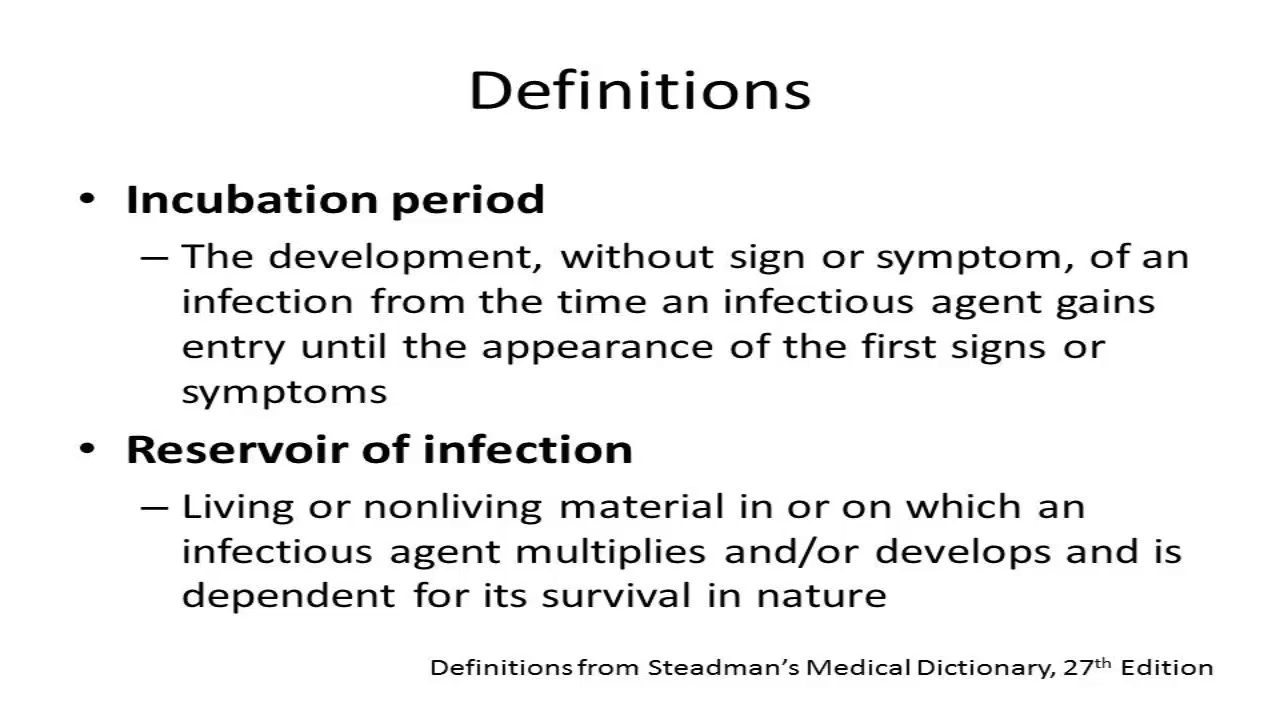 Definitions
• Incubation period
– The development, without sign or symptom, of an
infection from the time an infectious agent gains
entry until the appearance of the first signs or
symptoms
• Reservoir of infection
– Living or nonliving material in or on which an
infectious agent multiplies and/or develops and is
dependent for its survival in nature
Definitions from Steadman’s Medical Dictionary, 27th Edition